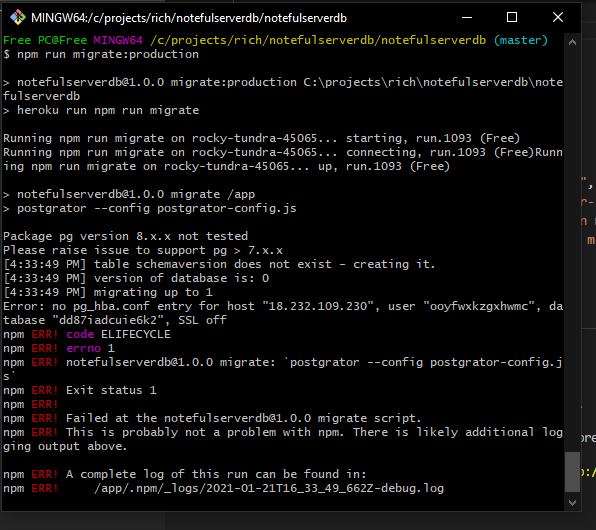 MINGW64:/c/projects/rich/notefulserverdb/notefulserverdb
Free PC@Free MINGW64 /c/projects/rich/notefulserverdb/notefulserverdb (master)
$ npm run migrate:production
> notefulserverdb@1.0.0 migrate:production C:\projects\rich\notefulserverdb\note
fulserverdb
> heroku run npm run migrate
Running npm run migrate on rocky-tundra-45065... starting, run.1093 (Free)
Running npm run migrate on rocky-tundra-45065... connecting, run.1093 (Free)Runn
ing npm run migrate on rocky-tundra-45065... up, run.1093 (Free)
> notefulserverdb@1.0.0 migrate /app
> postgrator --config postgrator-config.js
Package pg version 8.x.x not tested
Please raise issue to support pg > 7.x.x
[4:33:49 PM] table schemaversion does not exist - creating it.
[4:33:49 PM] version of database is: 0
[4:33:49 PM] migrating up to 1
Error: no pg_hba.conf entry for host "18.232.109.230", user "ooyfwxkzgxhwmc", da
tabase "dd87iadcuie6k2", SSL off
npm ERR! code ELIFECYCLE
npm ERR! errno 1
npm ERR! notefulserverdb@1.0.0 migrate: `postgrator --config postgrator-config.j
s`
npm ERR! Exit status 1
npm ERR!
npm ERR! Failed at the notefulserverdb@1.0.0 migrate script.
npm ERR! This is probably not a problem with npm. There is likely additional log
ging output above.
npm ERR! A complete log of this run can be found in:
npm ERR!     /app/.npm/_logs/2021-01-21T16_33_49_662Z-debug.log